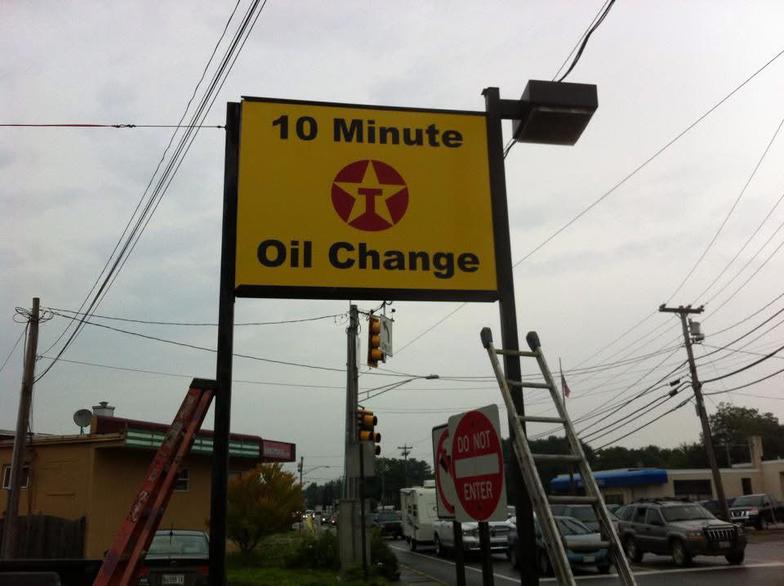 10 Minute
T
Oil Change
DO NOT
ENTER